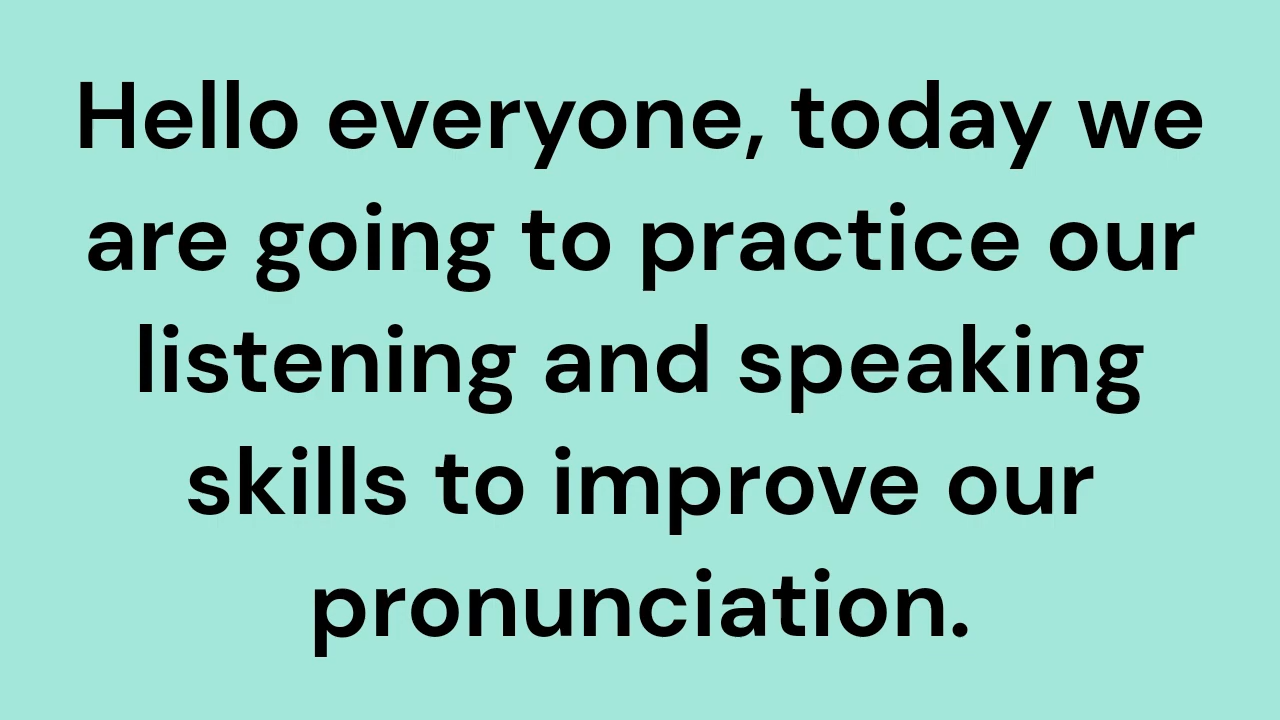 Hello everyone, today we
are going to practice our
listening and speaking
skills to improve our
pronunciation.